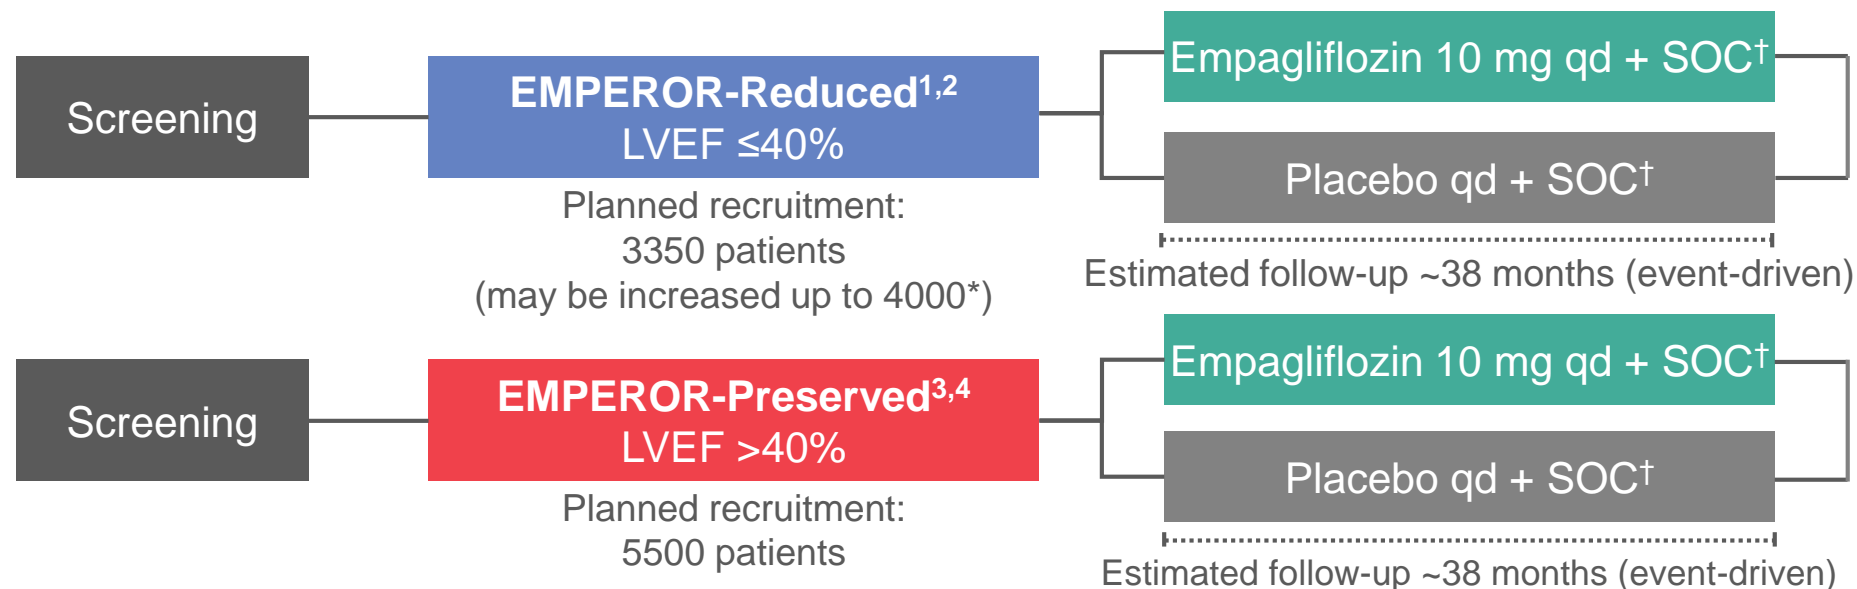 Screening
EMPEROR-Reduced1,2
LVEF ≤40%
Planned recruitment:
3350 patients
(may be increased up to 4000*)
Empagliflozin 10 mg qd + SOC†
Placebo qd + SOC†
Estimated follow-up ~38 months (event-driven)
Screening
EMPEROR-Preserved3,4
LVEF >40%
Planned recruitment:
5500 patients
Empagliflozin 10 mg qd + SOC†
Placebo qd + SOC†
Estimated follow-up ~38 months (event-driven)